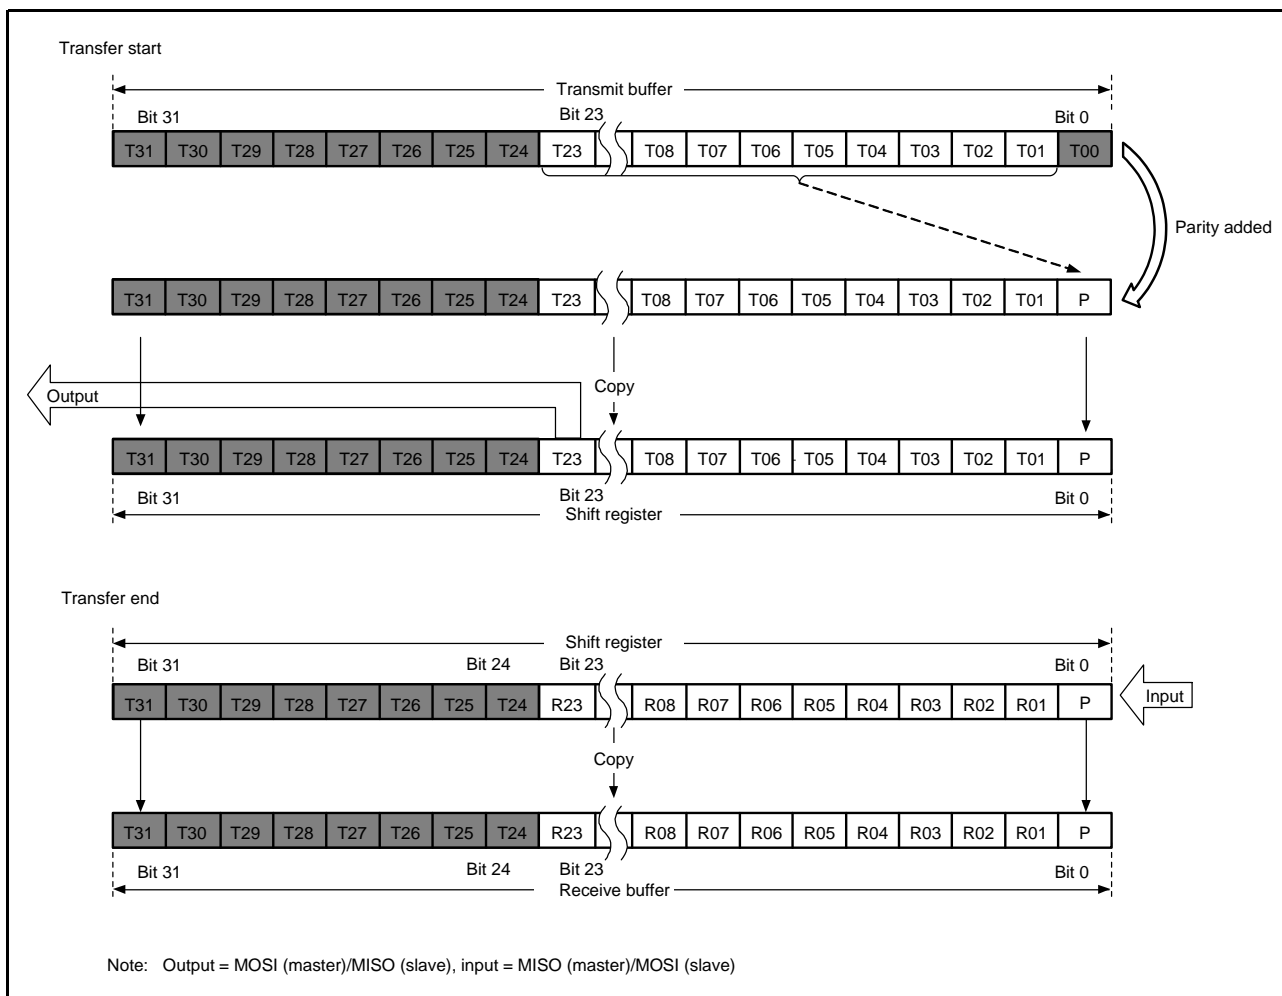 Transfer start
Transmit buffer
Bit 31 Bit 23 Bit 0
T31 T30 T29 T28 T27 T26 T25 T24 T23 T08 T07 T06 T05 T04 T03 T02 T01 T00
Parity added
T31 T30 T29 T28 T27 T26 T25 T24 T23 T08 T07 T06 T05 T04 T03 T02 T01 P
Copy
Output
T31 T30 T29 T28 T27 T26 T25 T24 T23 T08 T07 T06 T05 T04 T03 T02 T01 P
Bit 31 Bit 23 Bit 0
Shift register
Transfer end
Shift register
Bit 31 Bit 24 Bit 23 Bit 0
T31 T30 T29 T28 T27 T26 T25 T24 R23 R08 R07 R06 R05 R04 R03 R02 R01 P
Input
Copy
T31 T30 T29 T28 T27 T26 T25 T24 R23 R08 R07 R06 R05 R04 R03 R02 R01 P
Bit 31 Bit 24 Bit 23 Bit 0
Receive buffer
Note: Output = MOSI (master)/MISO (slave), input = MISO (master)/MOSI (slave)